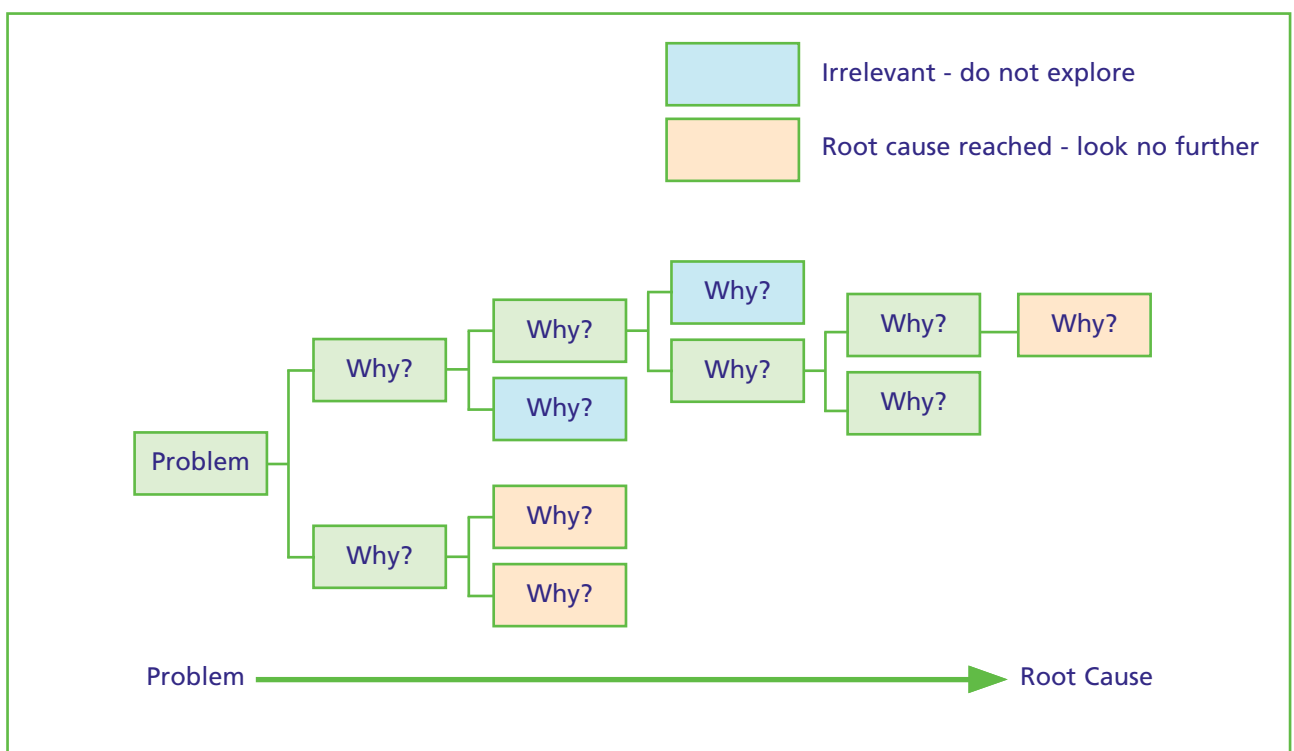 Irrelevant - do not explore
Root cause reached - look no further
Why?
Why?
Why?
Why?
Why?
Why?
Why?
Why?
Why?
Problem
Why?
Why?
Why?
Problem
Root Cause